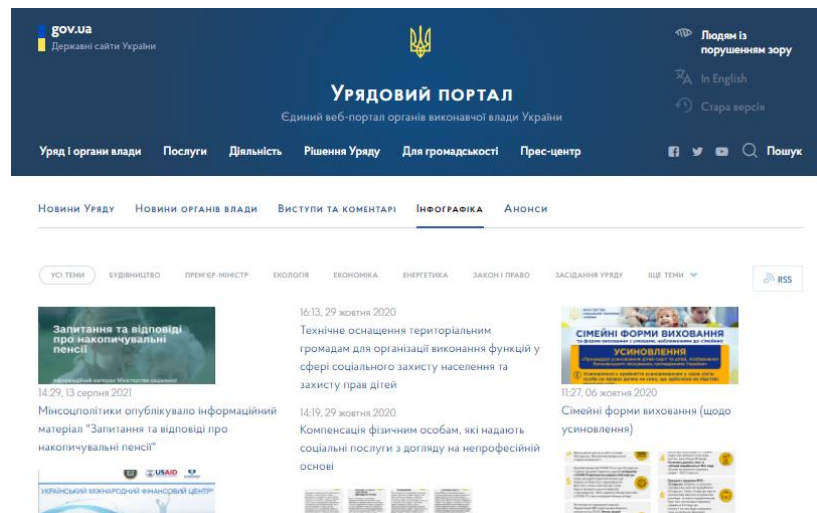 gov.ua
Державні сайти України
Людям із
порушенням зору
In English
Стара версія
Урядовий портал
Єдиний веб-портал органів виконавчої влади України
Уряд і органи влади Послуги Діяльність Рішення Уряду Для громадськості Прес-центр Пошук
Новини Уряду Новини органів влади Виступи та коментарі Інфографіка Анонси
УСІ ТЕМИ БУДІВНИЦТВО ПРЕМ'ЄР-МІНІСТР ЕКОЛОГІЯ ЕКОНОМІКА ЕНЕРГЕТИКА ЗАКОН І ПРАВО ЗАСІДАННЯ УРЯДУ ІЩЕ ТЕМИ RSS
Запитання та відповіді
про накопичувальні
пенсії
14:29, 13 серпня 2021
Мінсоцполітики опублікувало інформаційний
матеріал "Запитання та відповіді про
накопичувальні пенсії"
USAID
УКРАЇНСЬКИЙ МІЖНАРОДНИЙ ФІНАНСОВИЙ ЦЕНТР
16:13, 29 жовтня 2020
Технічне оснащення територіальним
громадам для організації виконання функцій у
сфері соціального захисту населення та
захисту прав дітей
14:19, 29 жовтня 2020
Компенсація фізичним особам, які надають
соціальні послуги з догляду на непрофесійній
основі
СІМЕЙНІ ФОРМИ ВИХОВАННЯ
УСИНОВЛЕННЯ
11:27, 06 жовтня 2020
Сімейні форми виховання (щодо
усиновлення)